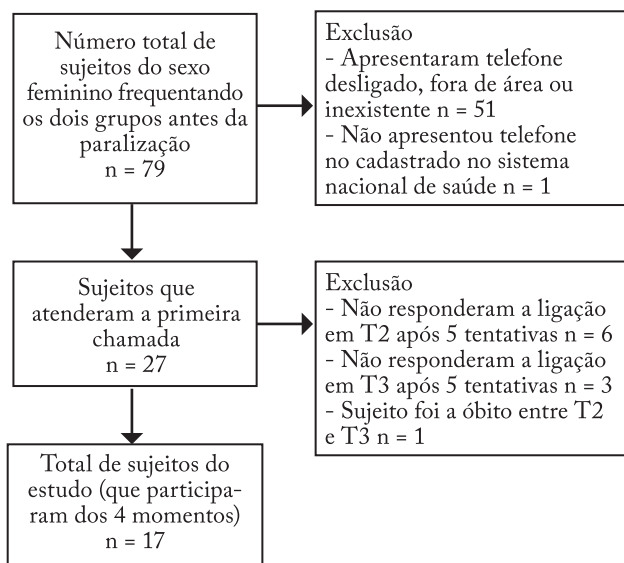 Número total de
sujeitos do sexo
feminino frequentando
os dois grupos antes da
paralização
n = 79
Exclusão
- Apresentaram telefone
desligado, fora de área ou
inexistente n = 51
- Não apresentou telefone
no cadastrado no sistema
nacional de saúde n = 1
Sujeitos que
atenderam a primeira
chamada
n = 27
Exclusão
- Não responderam a ligação
em T2 após 5 tentativas n = 6
- Não responderam a ligação
em T3 após 5 tentativas n = 3
- Sujeito foi a óbito entre T2
e T3 n = 1
Total de sujeitos do
estudo (que participa-
ram dos 4 momentos)
n = 17